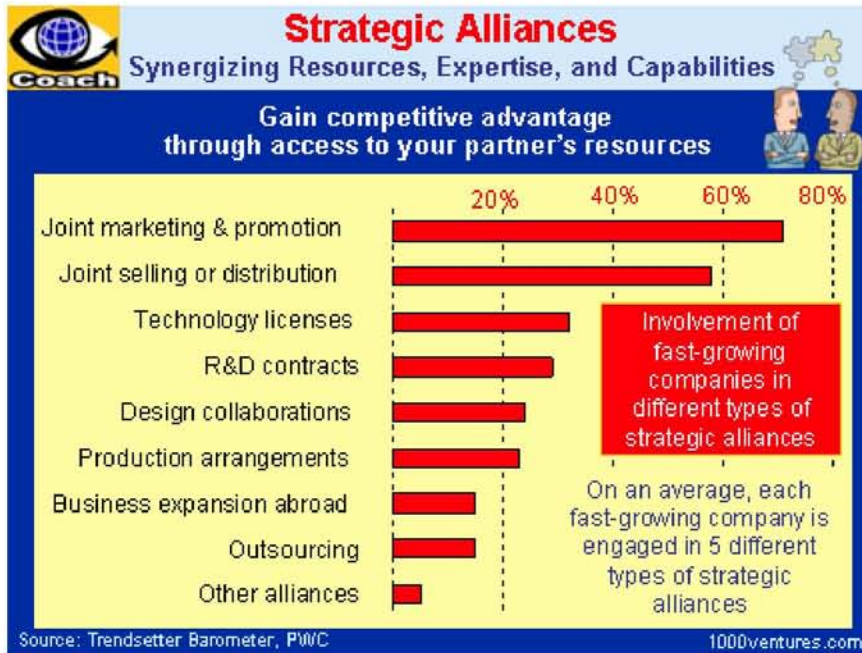 Coach
Strategic Alliances
Synergizing Resources, Expertise, and Capabilities
Gain competitive advantage
through access to your partner's resources
20% 40% 60% 80%
Joint marketing & promotion
Joint selling or distribution
Technology licenses
R&D contracts
Design collaborations
Production arrangements
Business expansion abroad
Outsourcing
Other alliances
Involvement of
fast-growing
companies in
different types of
strategic alliances
On an average, each
fast-growing company is
engaged in 5 different
types of strategic
alliances
Source: Trendsetter Barometer, PWC
1000ventures.com